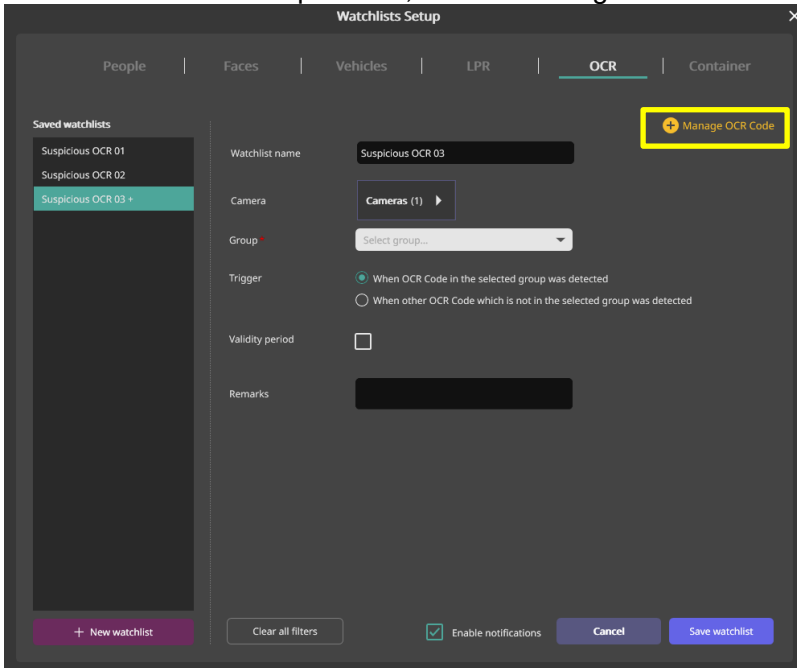 Watchlists Setup
People Faces Vehicles LPR OCR Container
Saved watchlists
Manage OCR Code
Suspicious OCR 01
Suspicious OCR 02
Suspicious OCR 03 +
Watchlist name Suspicious OCR 03
Camera Cameras (1)
Group * Select group...
Trigger When OCR Code in the selected group was detected
When other OCR Code which is not in the selected group was detected
Validity period
Remarks
+ New watchlist Clear all filters Enable notifications Cancel Save watchlist